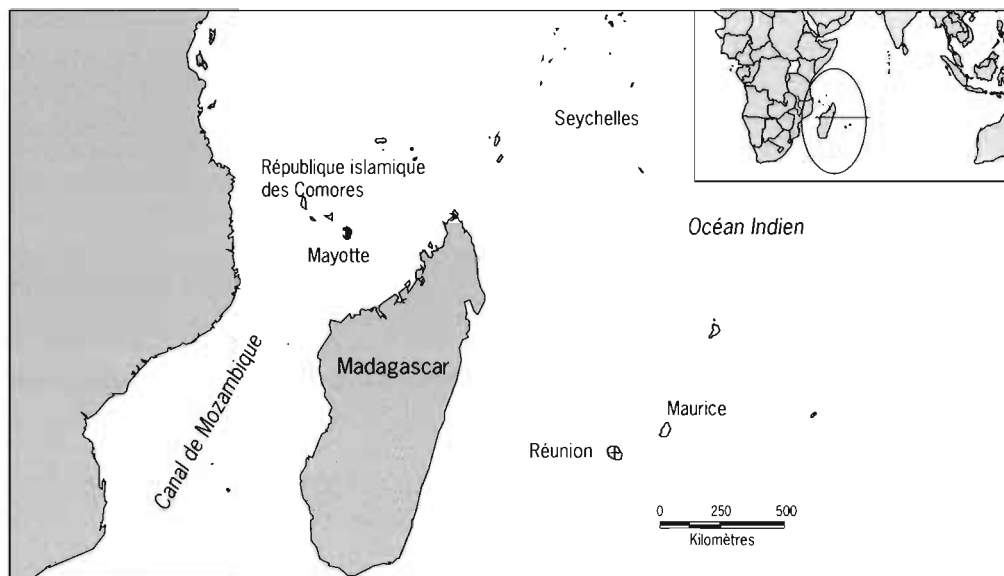 Seychelles
République islamique
des Comores
Mayotte
Océan Indien
Canal de Mozambique
Madagascar
Maurice
Réunion
0 250 500
Kilomètres